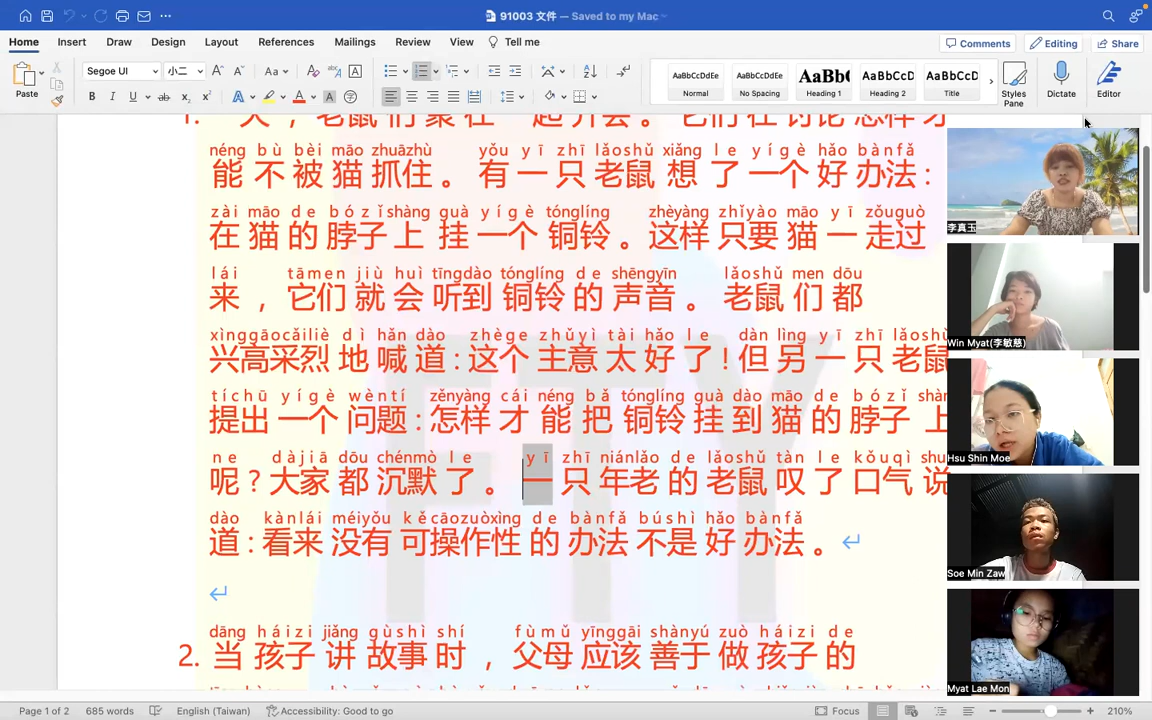 91003 文件 — Saved to my Mac
Home Insert Draw Design Layout References Mailings Review View Tell me Comments Editing Share
Paste Segoe UI 小二 AaBbCcDdEe Normal AaBbCcDdEe No Spacing Heading 1 AaBbCcD Heading 2 AaBbCcD Title Styles Pane Dictate Editor
néng bù bèi māo zhuāzhù yǒu yī zhī lǎoshǔ xiǎng le yígè hǎo bànfǎ
能 不 被 猫 抓住 。 有 一 只 老鼠 想 了 一个 好 办法 :
zài māo de bózǐshàng guà yígè tónglíng zhèyàng zhǐyào māo yī zǒuguò
在 猫 的 脖子 上 挂 一个 铜铃 。 这样 只要 猫 一 走过
lái tāmen jiù huì tīngdào tónglíng de shēngyīn lǎoshǔ men dōu
来 , 它们 就 会 听到 铜铃 的 声音 。 老鼠 们 都
xìnggāocǎiliè dì hǎn dào zhège zhǔyì tài hǎo le dàn lìng yī zhī lǎoshǔ
兴高采烈 地 喊 道 : 这个 主意 太 好 了 ! 但 另 一 只 老鼠
tíchū yígè wèntí zěnyàng cái néng bǎ tónglíng guà dào māo de bózǐ
提出 一个 问题 : 怎样 才 能 把 铜铃 挂 到 猫 的 脖子 上
ne dàjiā dōu chénmò le yī zhī niánlǎo de lǎoshǔ tàn le kǒuqì
呢 ? 大家 都 沉默 了 。 一 只 年老 的 老鼠 叹 了 口气 说
dào kànlái méiyǒu kěcāozuòxìng de bànfǎ búshì hǎo bànfǎ
道 : 看来 没有 可操作性 的 办法 不是 好 办法 。
dāng háizi jiǎng gùshì shí fùmǔ yīnggāi shànyú zuò háizi de
2. 当 孩子 讲 故事 时 , 父母 应该 善于 做 孩子 的
李真玉
Win Myat(李敏慈)
Hsu Shin Moe
Soe Min Zaw
Myat Lae Mon
Page 1 of 2 685 words English (Taiwan) Accessibility: Good to go Focus 210%